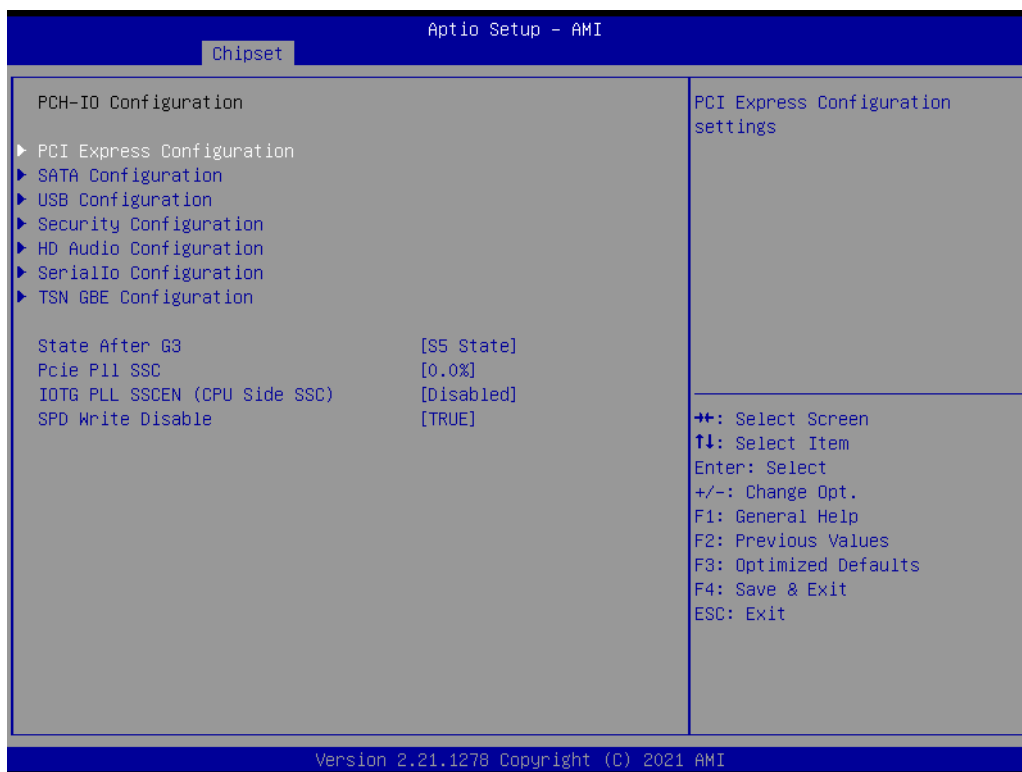 Aptio Setup – AMI
Chipset
PCH-IO Configuration
PCI Express Configuration
SATA Configuration
USB Configuration
Security Configuration
HD Audio Configuration
SerialIo Configuration
TSN GBE Configuration
State After G3 [S5 State]
Pcie Pll SSC [0.0%]
IOTG PLL SSCEN (CPU Side SSC) [Disabled]
SPD Write Disable [TRUE]
PCI Express Configuration
settings
→←: Select Screen
↑↓: Select Item
Enter: Select
+/-: Change Opt.
F1: General Help
F2: Previous Values
F3: Optimized Defaults
F4: Save & Exit
ESC: Exit
Version 2.21.1278 Copyright (C) 2021 AMI